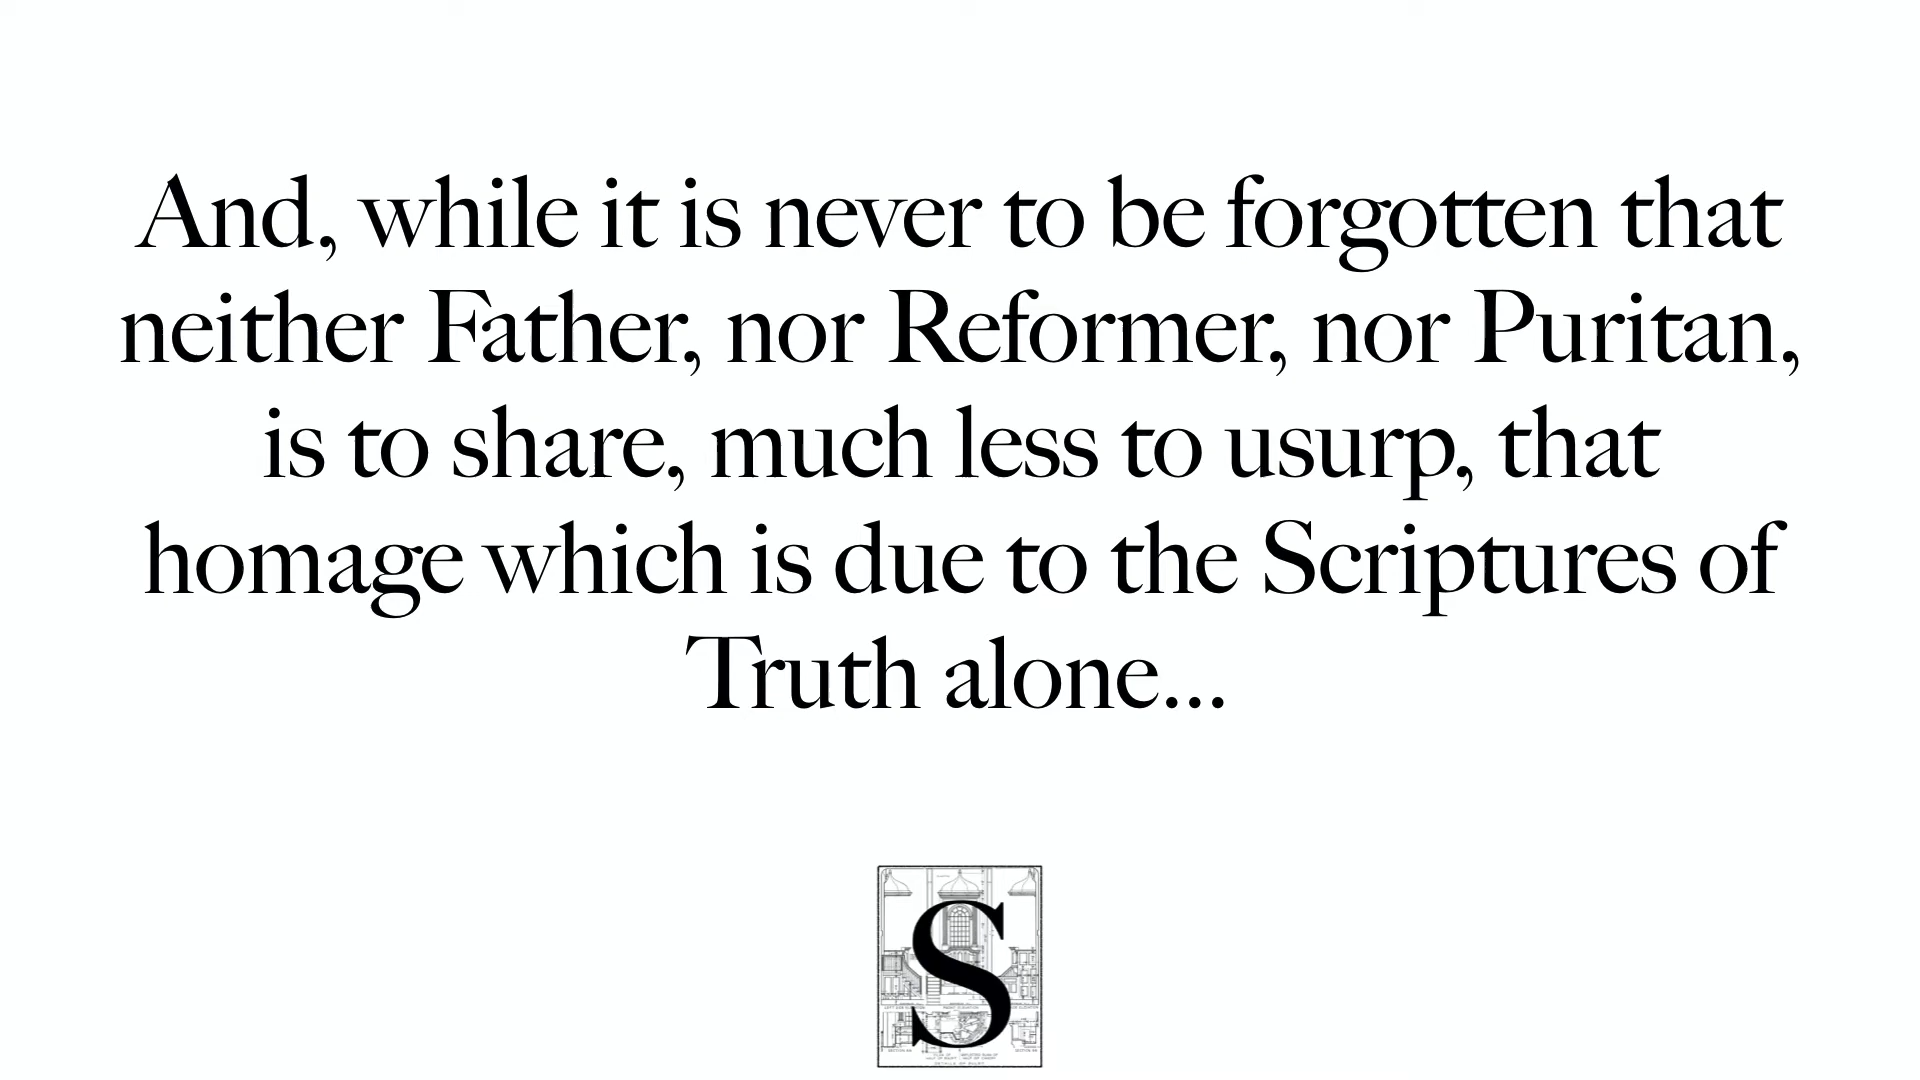 And, while it is never to be forgotten that
neither Father, nor Reformer, nor Puritan,
is to share, much less to usurp, that
homage which is due to the Scriptures of
Truth alone...
S